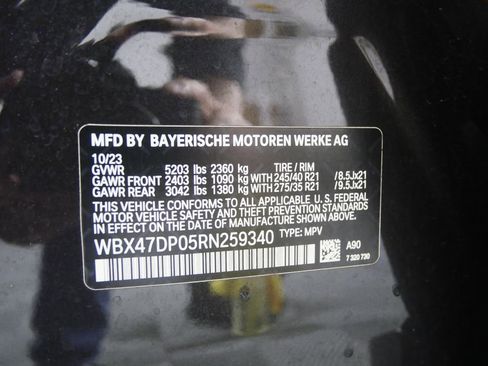 MFD BY BAYERISCHE MOTOREN WERKE AG
10/23
GVWR 5203 lbs 2360 kg TIRE / RIM
GAWR FRONT 2403 lbs 1090 kg WITH 245/40 R21 / 8.5Jx21
GAWR REAR 3042 lbs 1380 kg WITH 275/35 R21 / 9.5Jx21
THIS VEHICLE CONFORMS TO ALL APPLICABLE U. S. FEDERAL
MOTOR VEHICLE SAFETY AND THEFT PREVENTION STANDARDS
IN EFFECT ON THE DATE OF MANUFACTURE SHOWN ABOVE.
WBX47DP05RN259340 TYPE: MPV
A90
7 320 730